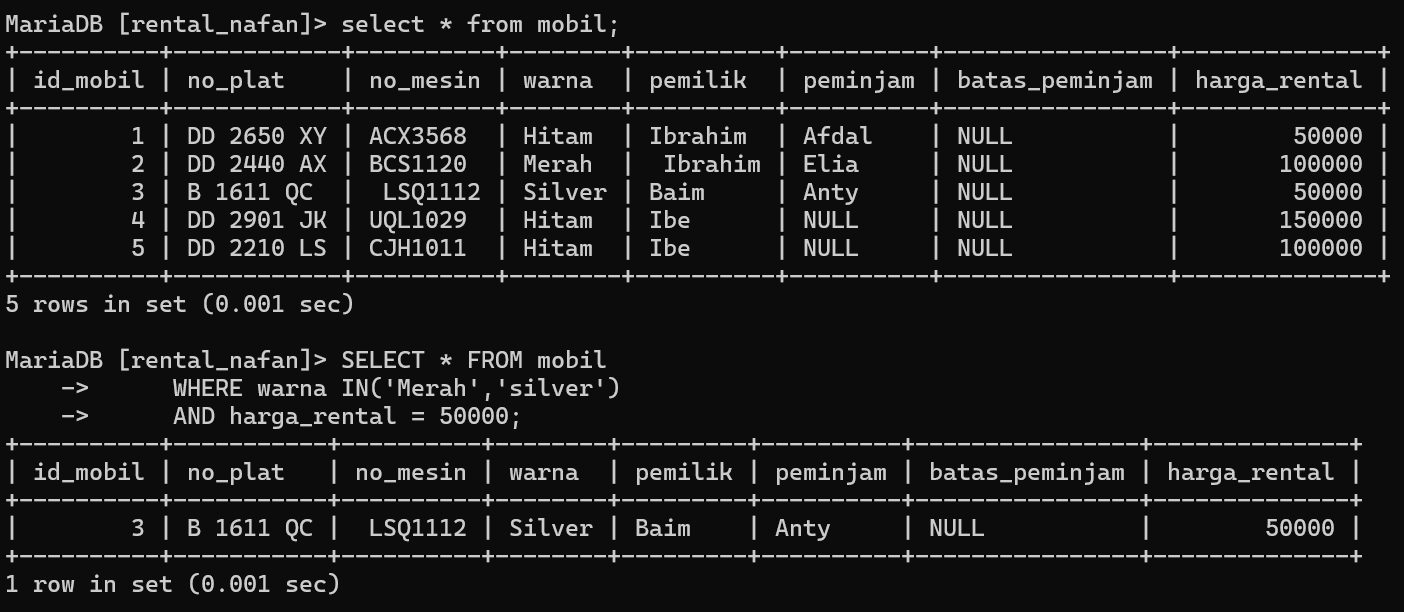 MariaDB [rental_nafan]> select * from mobil;
+----------+------------+----------+--------+----------+----------+----------------+--------------+
| id_mobil | no_plat    | no_mesin | warna  | pemilik  | peminjam | batas_peminjam | harga_rental |
+----------+------------+----------+--------+----------+----------+----------------+--------------+
|        1 | DD 2650 XY | ACX3568  | Hitam  | Ibrahim  | Afdal    | NULL           |        50000 |
|        2 | DD 2440 AX | BCS1120  | Merah  |  Ibrahim | Elia     | NULL           |       100000 |
|        3 | B 1611 QC  |  LSQ1112 | Silver | Baim     | Anty     | NULL           |        50000 |
|        4 | DD 2901 JK | UQL1029  | Hitam  | Ibe      | NULL     | NULL           |       150000 |
|        5 | DD 2210 LS | CJH1011  | Hitam  | Ibe      | NULL     | NULL           |       100000 |
+----------+------------+----------+--------+----------+----------+----------------+--------------+
5 rows in set (0.001 sec)

MariaDB [rental_nafan]> SELECT * FROM mobil
    ->      WHERE warna IN('Merah','silver')
    ->      AND harga_rental = 50000;
+----------+-----------+----------+--------+---------+----------+----------------+--------------+
| id_mobil | no_plat   | no_mesin | warna  | pemilik | peminjam | batas_peminjam | harga_rental |
+----------+-----------+----------+--------+---------+----------+----------------+--------------+
|        3 | B 1611 QC |  LSQ1112 | Silver | Baim    | Anty     | NULL           |        50000 |
+----------+-----------+----------+--------+---------+----------+----------------+--------------+
1 row in set (0.001 sec)